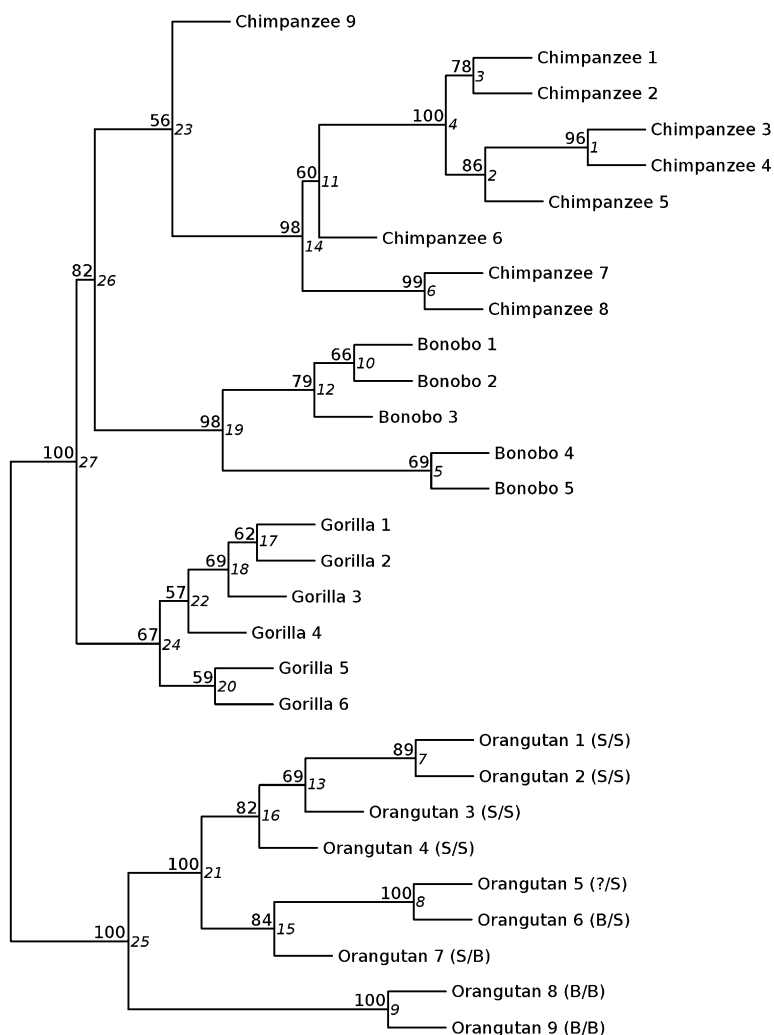 Chimpanzee 9
Chimpanzee 1
78
3
Chimpanzee 2
100
4
56
23
Chimpanzee 3
96
1
Chimpanzee 4
86
2
60
11
Chimpanzee 5
98
14
Chimpanzee 6
82
26
Chimpanzee 7
99
6
Chimpanzee 8
Bonobo 1
66
10
Bonobo 2
79
12
Bonobo 3
98
19
Bonobo 4
100
27
69
5
Bonobo 5
Gorilla 1
62
17
Gorilla 2
69
18
Gorilla 3
57
22
Gorilla 4
67
24
Gorilla 5
59
20
Gorilla 6
Orangutan 1 (S/S)
89
7
Orangutan 2 (S/S)
69
13
Orangutan 3 (S/S)
82
16
Orangutan 4 (S/S)
100
21
Orangutan 5 (?/S)
100
8
Orangutan 6 (B/S)
84
15
100
25
Orangutan 7 (S/B)
Orangutan 8 (B/B)
100
9
Orangutan 9 (B/B)